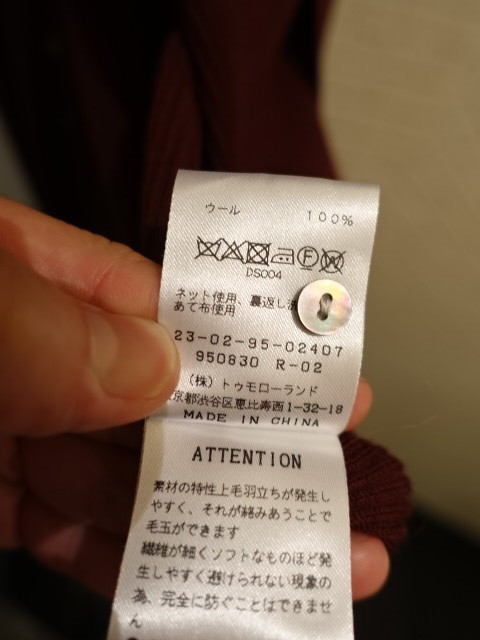 ウール 100%
F W
DS004
ネット使用、裏返し
あて布使用
23-02-95-02407
950830 R-02
(株)トゥモローランド
京都渋谷区恵比寿西1-32-18
MADE IN CHINA
ATTENTION
素材の特性上毛羽立ちが発生し
やすく、それが絡みあうことで
毛玉ができます
繊維が細くソフトなものほど発
生しやすく避けられない現象の
為、完全に防ぐことはできませ
ん